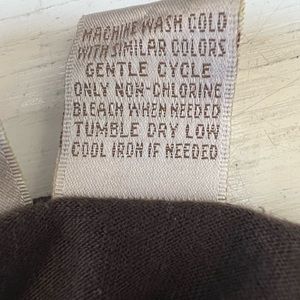 MACHINE WASH COLD
WITH SIMILAR COLORS
GENTLE CYCLE
ONLY NON-CHLORINE
BLEACH WHEN NEEDED
TUMBLE DRY LOW
COOL IRON IF NEEDED